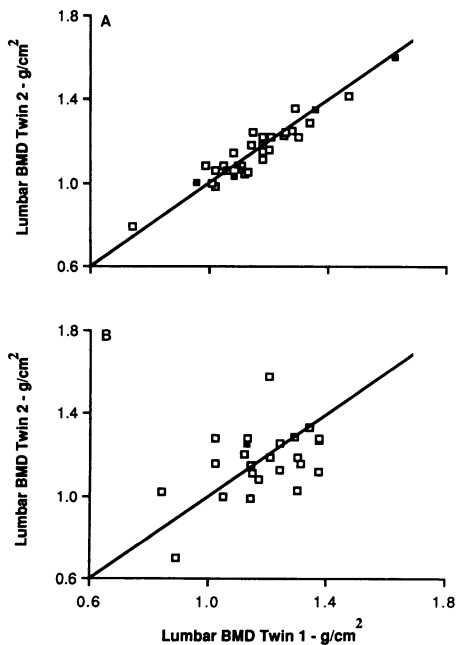 A
1.8
1.4
1.0
0.6
Lumbar BMD Twin 2 - g/cm²
B
1.8
1.4
1.0
0.6
Lumbar BMD Twin 2 - g/cm²
0.6 1.0 1.4 1.8
Lumbar BMD Twin 1 - g/cm²